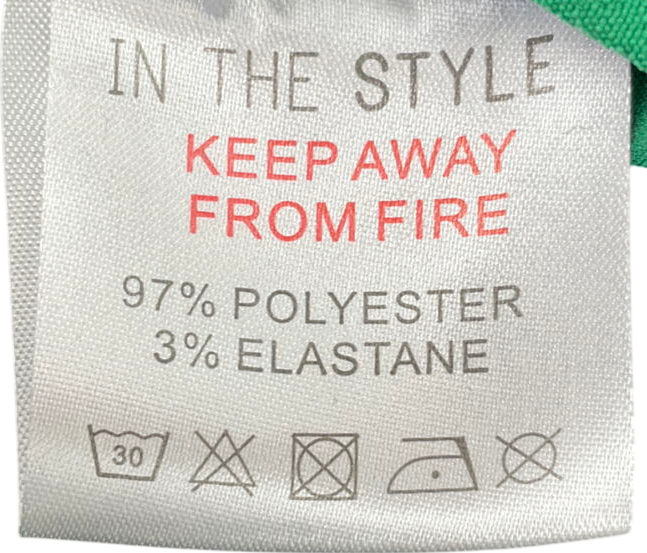 IN THE STYLE
KEEP AWAY
FROM FIRE
97% POLYESTER
3% ELASTANE
30